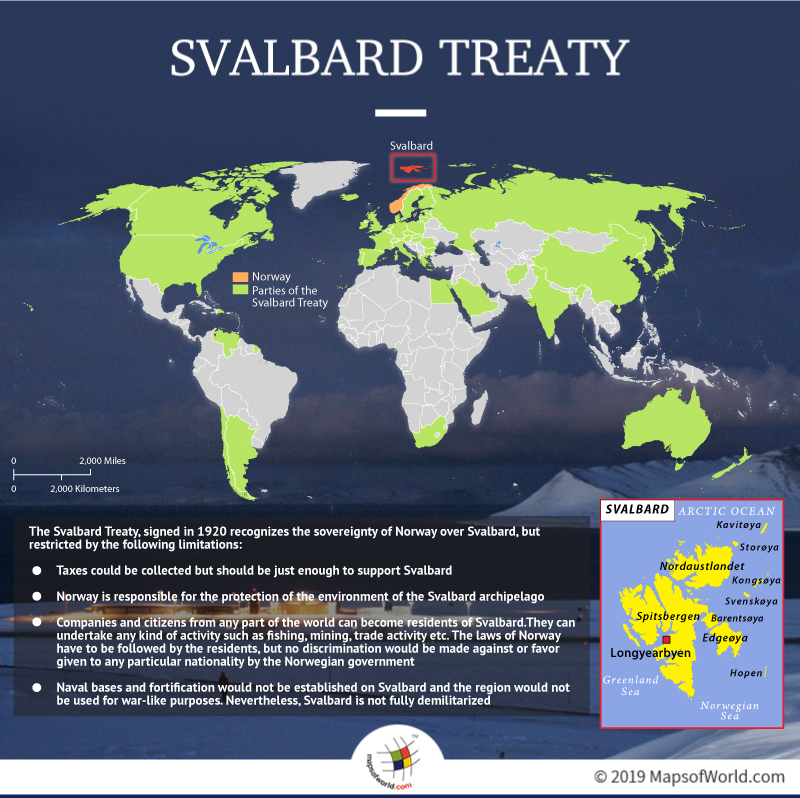 SVALBARD TREATY
Svalbard
Norway
Parties of the
Svalbard Treaty
0 2,000 Miles
0 2,000 Kilometers
The Svalbard Treaty, signed in 1920 recognizes the sovereignty of Norway over Svalbard, but
restricted by the following limitations:
● Taxes could be collected but should be just enough to support Svalbard
● Norway is responsible for the protection of the environment of the Svalbard archipelago
● Companies and citizens from any part of the world can become residents of Svalbard.They can
undertake any kind of activity such as fishing, mining, trade activity etc. The laws of Norway
have to be followed by the residents, but no discrimination would be made against or favor
given to any particular nationality by the Norwegian government
● Naval bases and fortification would not be established on Svalbard and the region would not
be used for war-like purposes. Nevertheless, Svalbard is not fully demilitarized
SVALBARD
ARCTIC OCEAN
Kavitøya
Storøya
Nordaustlandet
Kongsøya
Svenskøya
Spitsbergen
Barentsøya
Edgeøya
Longyearbyen
Hopen
Greenland
Sea
Norwegian
Sea
mapsofworld.com
™
© 2019 MapsofWorld.com